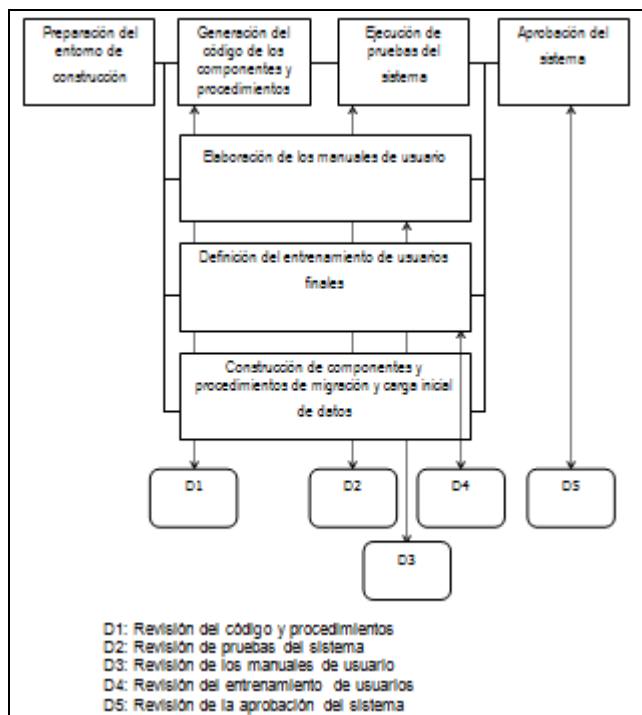 Preparación del
entorno de
construcción
Generación del
código de los
componentes y
procedimientos
Ejecución de
pruebas del
sistema
Aprobación del
sistema
Elaboración de los manuales de usuario
Definición del entrenamiento de usuarios
finales
Construcción de componentes y
procedimientos de migración y carga inicial
de datos
D1
D2
D4
D5
D3
D1: Revisión del código y procedimientos
D2: Revisión de pruebas del sistema
D3: Revisión de los manuales de usuario
D4: Revisión del entrenamiento de usuarios
D5: Revisión de la aprobación del sistema